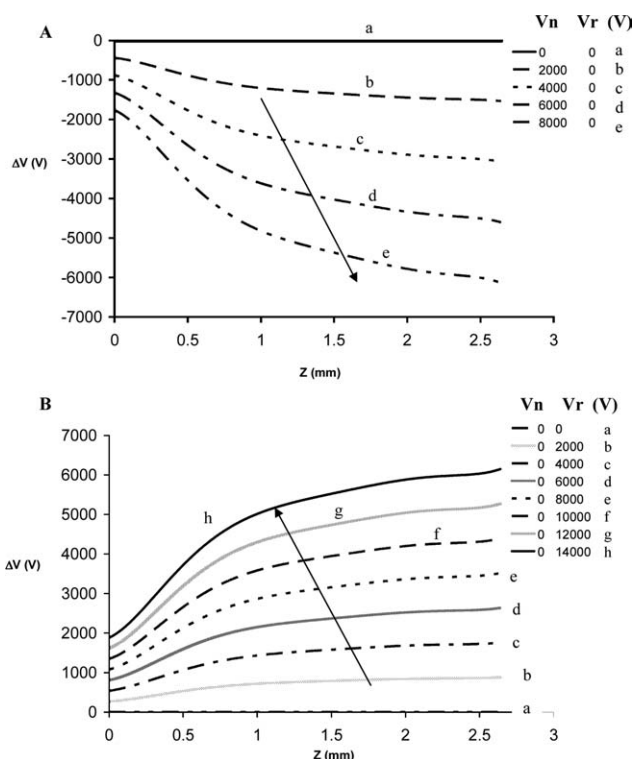 A
Vn Vr (V)
a
0 0 a
2000 0 b
4000 0 c
6000 0 d
8000 0 e
0
-1000
-2000
-3000
-4000
-5000
-6000
-7000
ΔV (V)
b
c
d
e
0 0.5 1 1.5 2 2.5 3
Z (mm)
B
Vn Vr (V)
0 0 a
0 2000 b
0 4000 c
0 6000 d
0 8000 e
0 10000 f
0 12000 g
0 14000 h
7000
6000
5000
4000
3000
2000
1000
0
ΔV (V)
h
g
f
e
d
c
b
a
0 0.5 1 1.5 2 2.5 3
Z (mm)